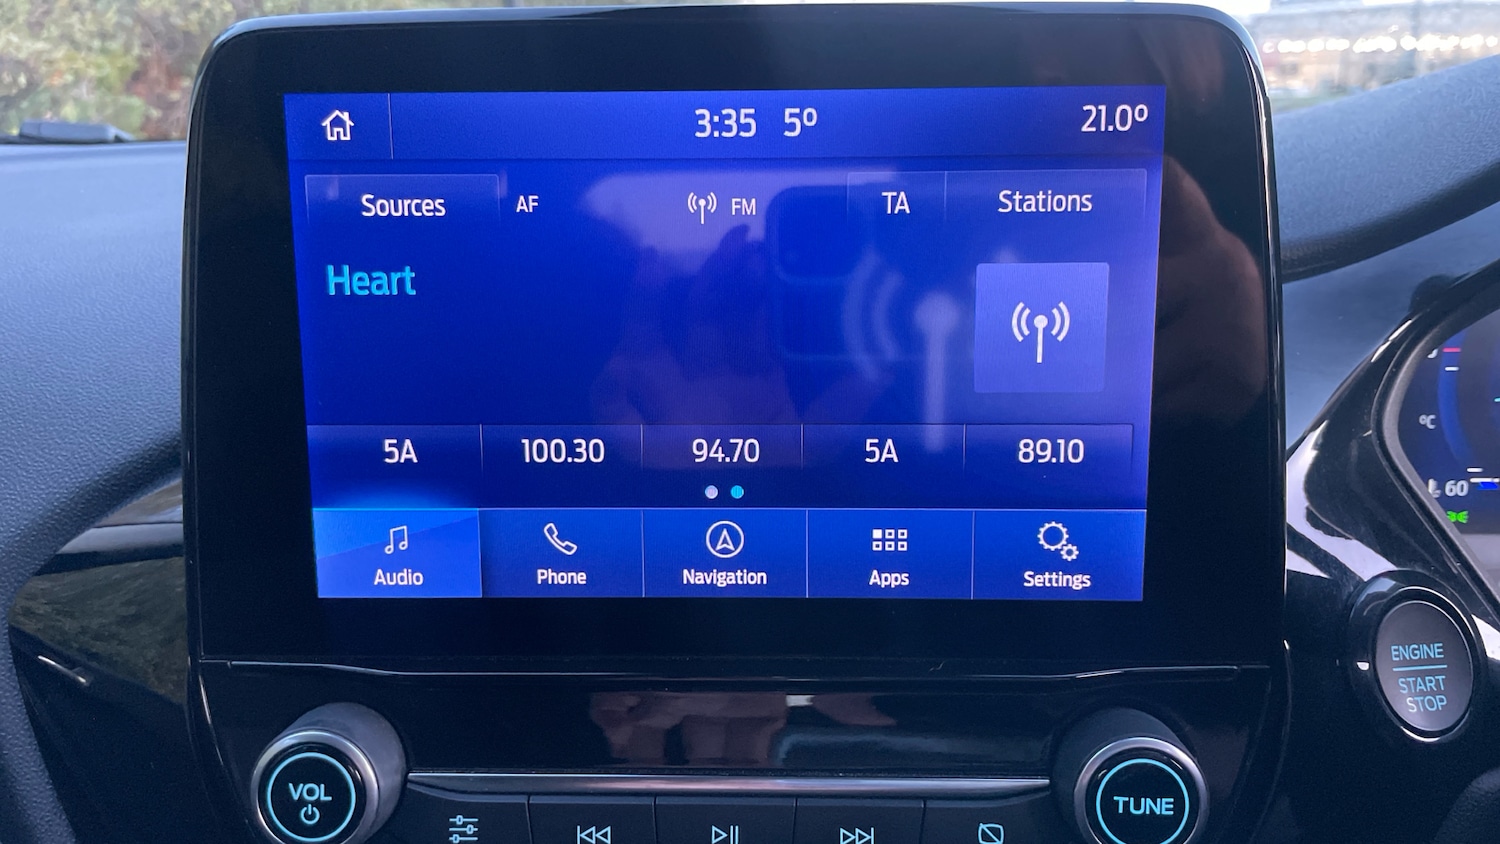 3:35 5º 21.0º
Sources AF FM TA Stations
Heart
5A 100.30 94.70 5A 89.10
Audio Phone Navigation Apps Settings
ºC
60
ENGINE
START
STOP
VOL
TUNE